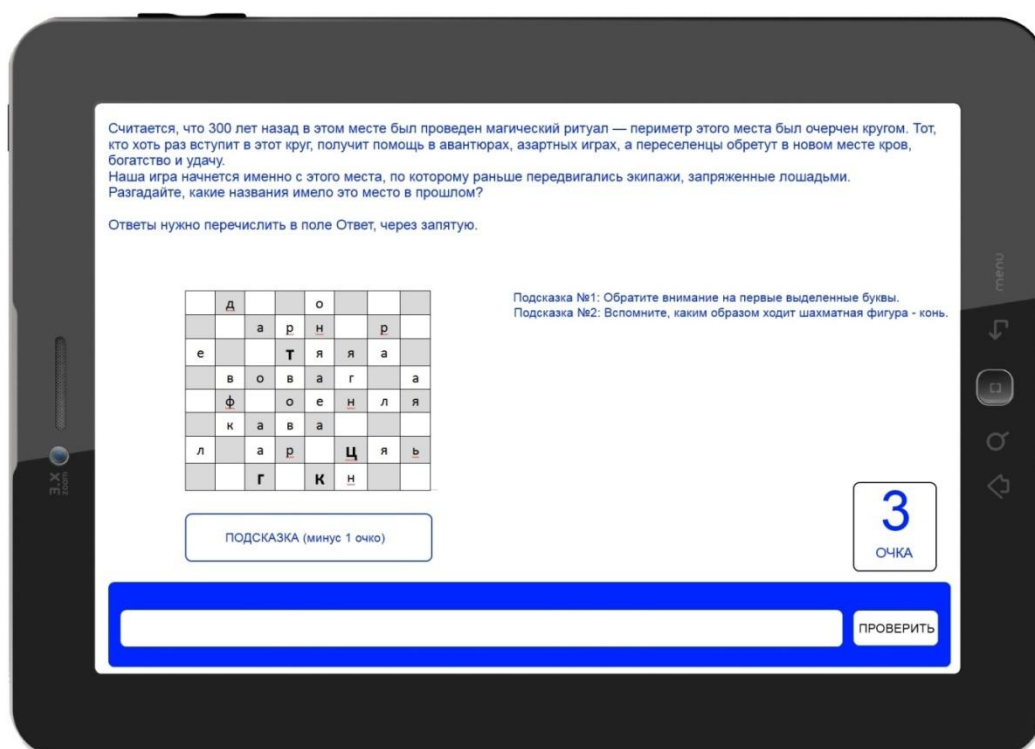 Считается, что 300 лет назад в этом месте был проведен магический ритуал — периметр этого места был очерчен кругом. Тот,
кто хоть раз вступит в этот круг, получит помощь в авантюрах, азартных играх, а переселенцы обретут в новом месте кров,
богатство и удачу.
Наша игра начнется именно с этого места, по которому раньше передвигались экипажи, запряженные лошадьми.
Разгадайте, какие названия имело это место в прошлом?
Ответы нужно перечислить в поле Ответ, через запятую.
Подсказка №1: Обратите внимание на первые выделенные буквы.
Подсказка №2: Вспомните, каким образом ходит шахматная фигура - конь.
д о
а р н р
е т я я а
в о в а г а
ф о е н л я
к а в а
л а р ц я ь
г к н
ПОДСКАЗКА (минус 1 очко)
3
ОЧКА
ПРОВЕРИТЬ
menu
3.X
zoom